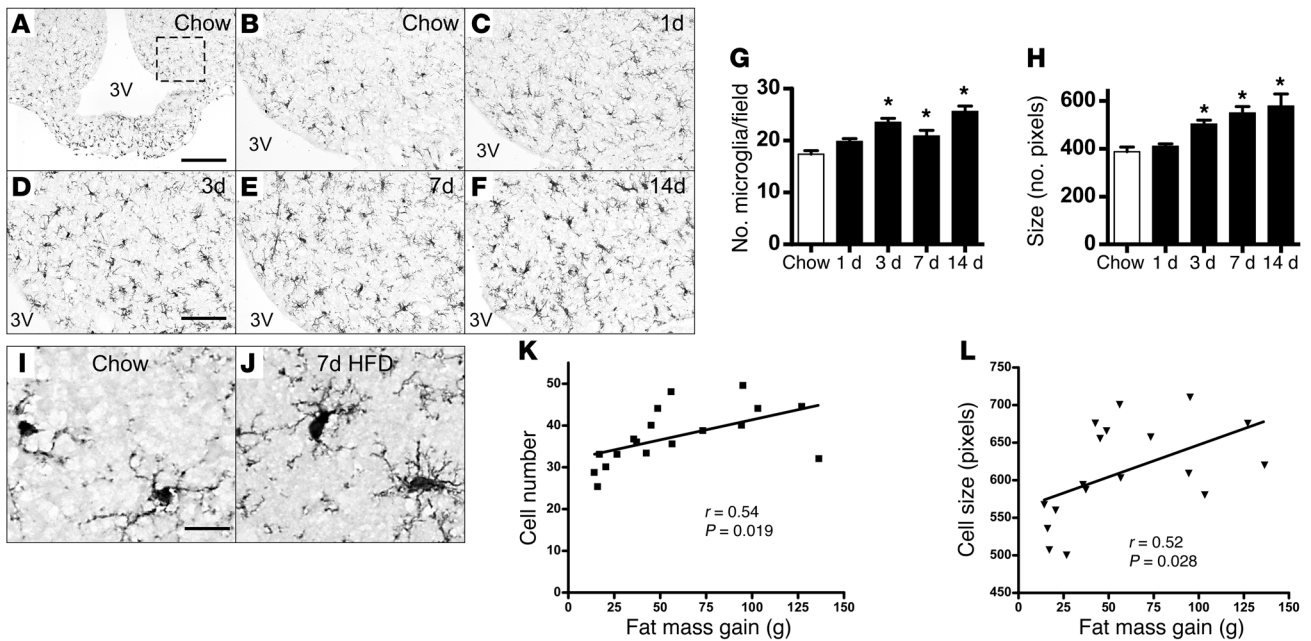 A
Chow
3V
B
Chow
3V
C
1d
3V
D
3d
3V
E
7d
3V
F
14d
3V
G
No. microglia/field
30
20
10
0
*
*
*
Chow
1 d
3 d
7 d
14 d
H
Size (no. pixels)
600
400
200
0
*
*
*
Chow
1 d
3 d
7 d
14 d
I
Chow
J
7d HFD
K
Cell number
50
40
30
20
30
0
r = 0.54
P = 0.019
0
25
50
75
100
125
150
Fat mass gain (g)
L
Cell size (pixels)
750
700
650
600
550
500
450
r = 0.52
P = 0.028
0
25
50
75
100
125
150
Fat mass gain (g)